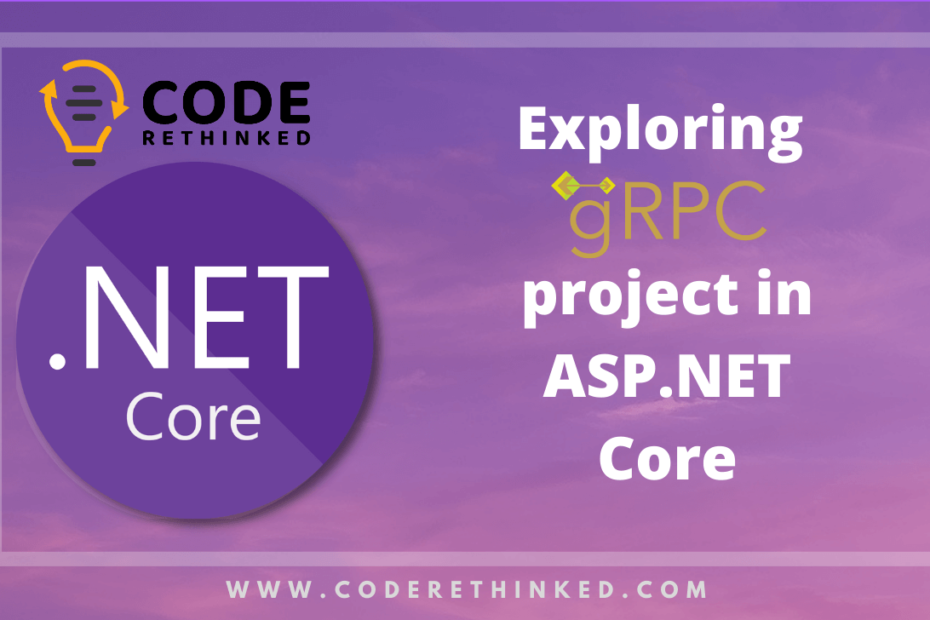 CODE
RETHINKED
.NET
Core
Exploring
gRPC
project in
ASP.NET
Core
WWW.CODERETHINKED.COM